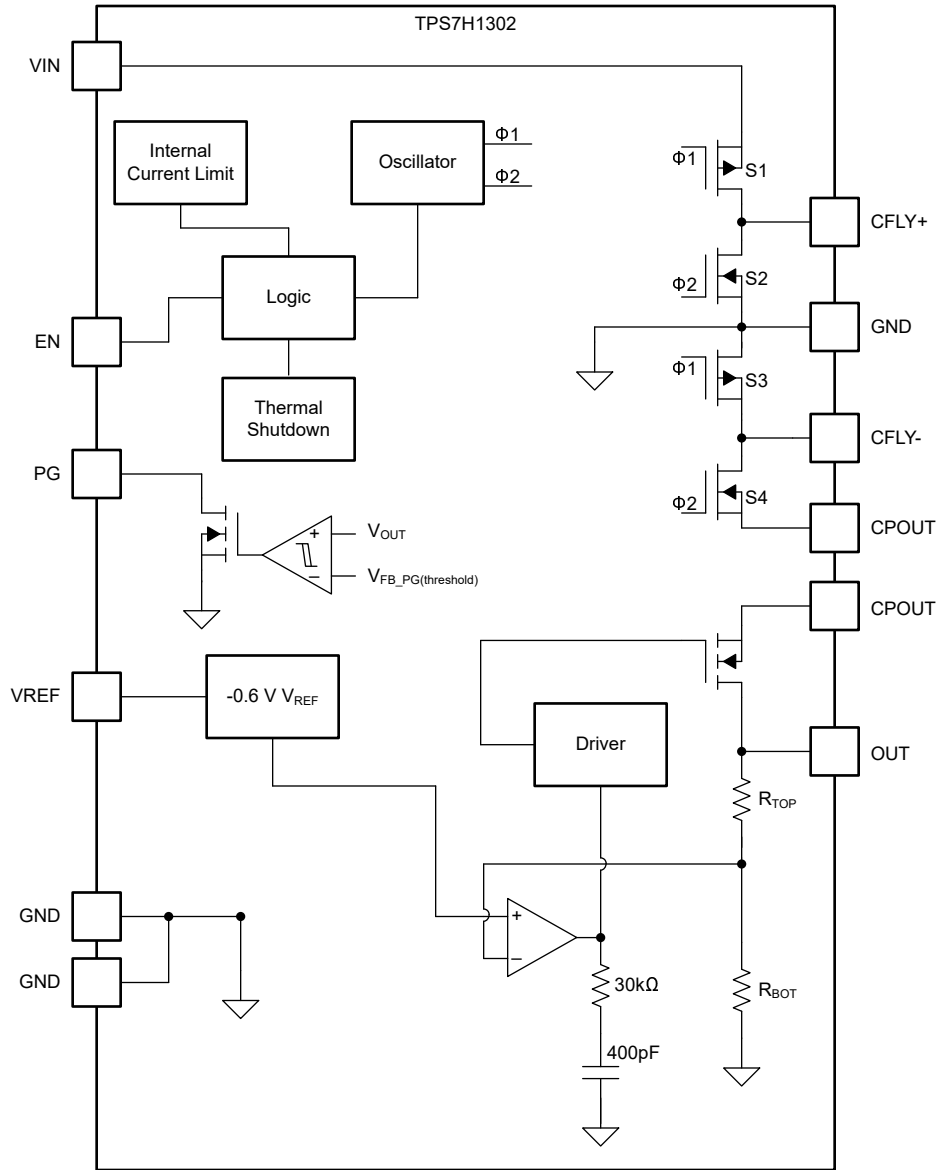 TPS7H1302
VIN
Internal
Current Limit
Oscillator
Φ1
Φ2
Φ1
S1
CFLY+
Logic
Φ2
S2
EN
GND
Φ1
S3
Thermal
Shutdown
CFLY-
PG
Φ2
S4
CPOUT
+
VOUT
−
VFB_PG(threshold)
CPOUT
VREF
-0.6 V VREF
Driver
OUT
RTOP
GND
+
−
GND
30kΩ
RBOT
400pF